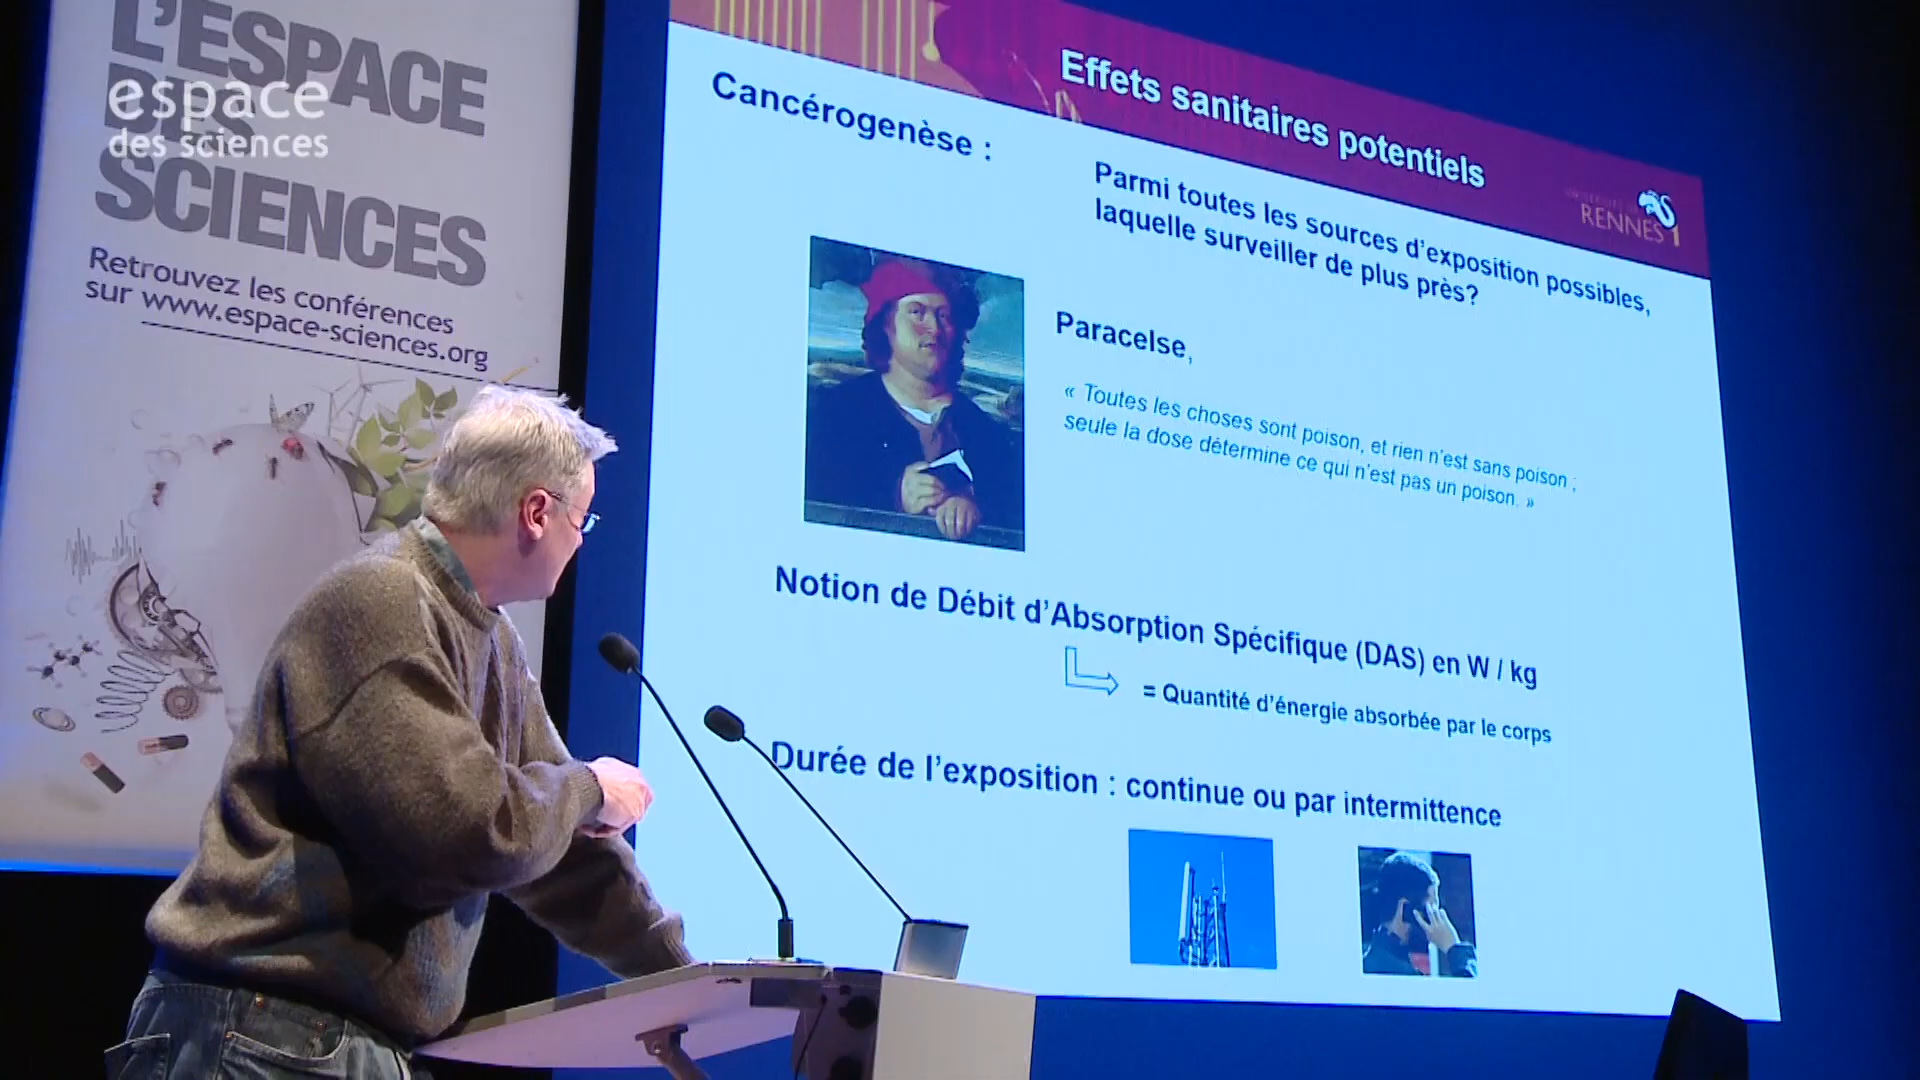 L'ESPACE
DES
SCIENCES
espace
des sciences
Retrouvez les conférences
sur www.espace-sciences.org
Effets sanitaires potentiels
UNIVERSITÉ DE
RENNES 1
Cancérogenèse :
Parmi toutes les sources d'exposition possibles,
laquelle surveiller de plus près?
Paracelse,
« Toutes les choses sont poison, et rien n'est sans poison ;
seule la dose détermine ce qui n'est pas un poison. »
Notion de Débit d'Absorption Spécifique (DAS) en W / kg
= Quantité d'énergie absorbée par le corps
Durée de l'exposition : continue ou par intermittence